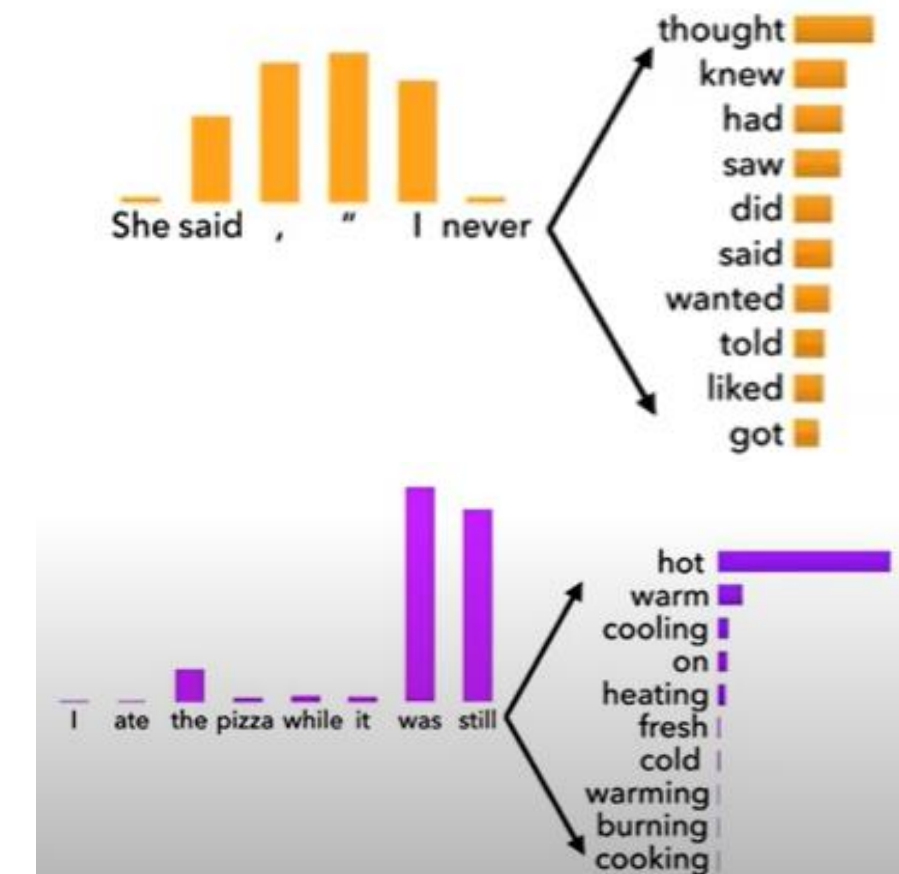 She said , “ I never
thought
knew
had
saw
did
said
wanted
told
liked
got
I ate the pizza while it was still
hot
warm
cooling
on
heating
fresh
cold
warming
burning
cooking